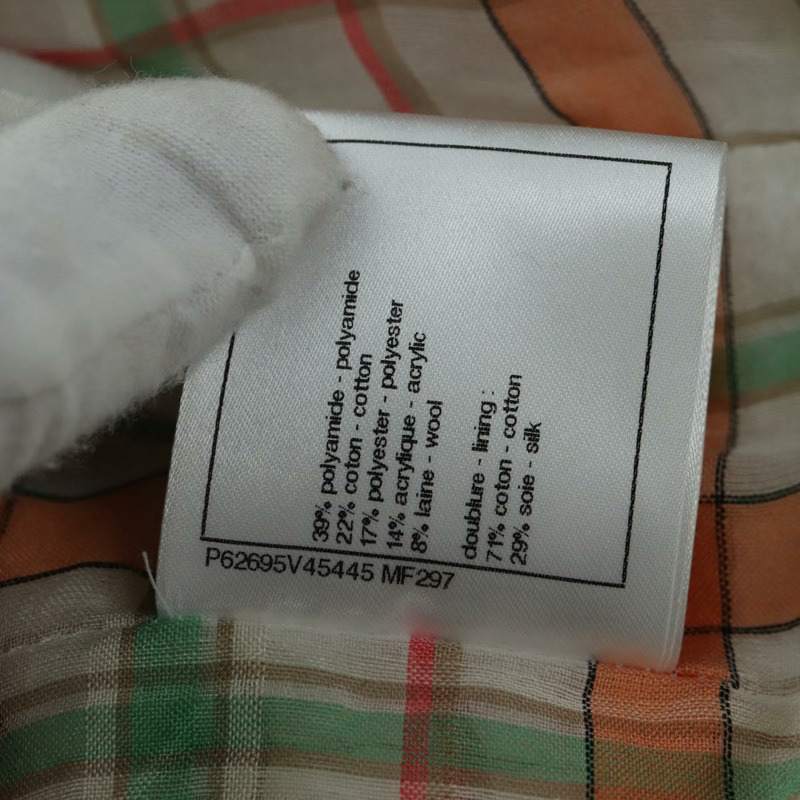 39% polyamide - polyamide
22% coton - cotton
17% polyester - polyester
14% acrylique - acrylic
8% laine - wool
doublure - lining :
71% coton - cotton
29% soie - silk
P62695V45445 MF297